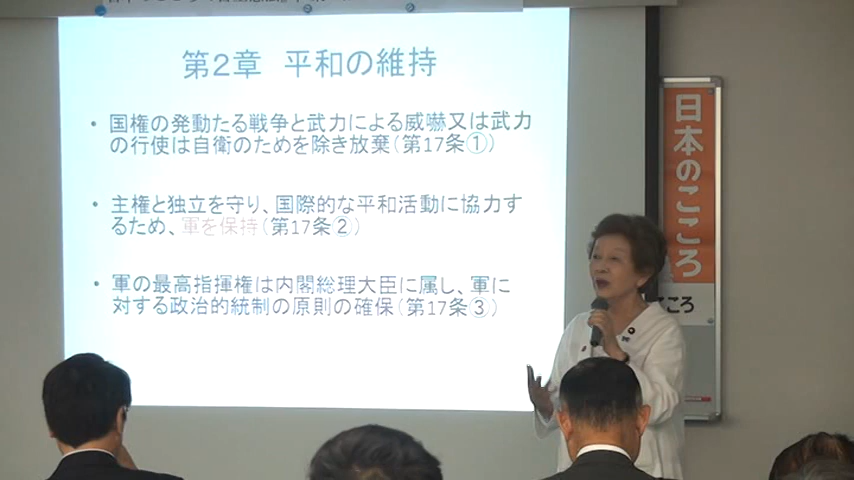 第2章 平和の維持
• 国権の発動たる戦争と武力による威嚇又は武力
の行使は自衛のためを除き放棄(第17条①)
• 主権と独立を守り、国際的な平和活動に協力す
るため、軍を保持(第17条②)
• 軍の最高指揮権は内閣総理大臣に属し、軍に
対する政治的統制の原則の確保(第17条③)
日本のこころ
こころ